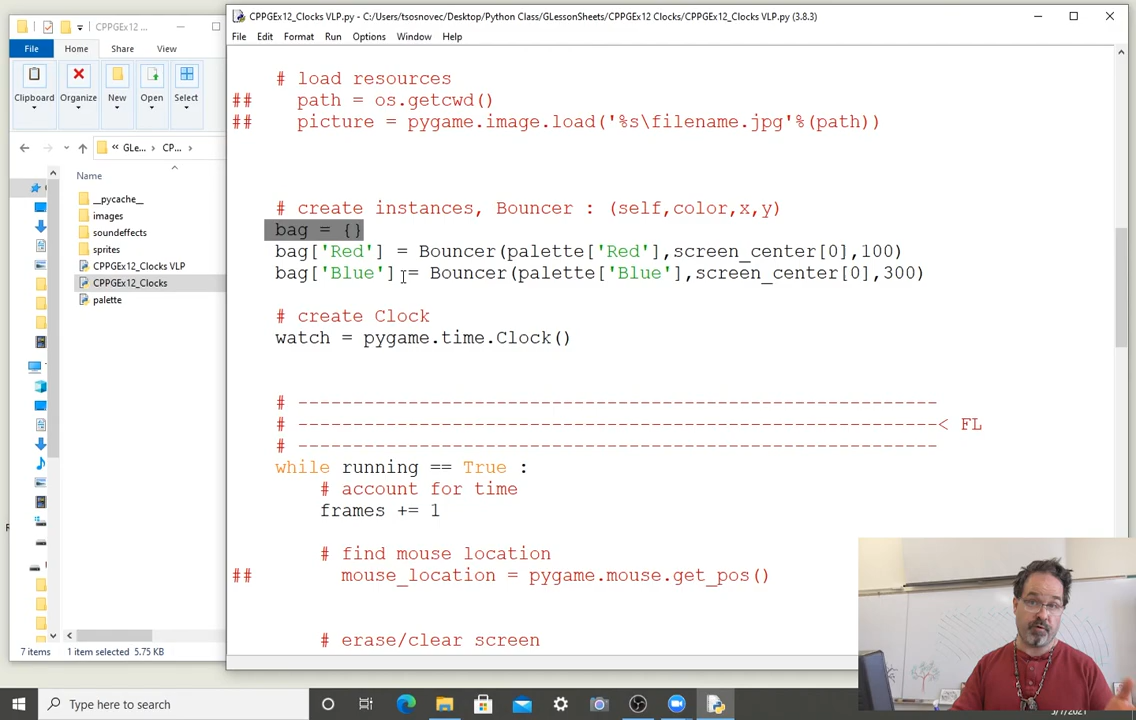 CPPGEx12 ...
File Home Share View
Clipboard Organize New Open Select
« GLe... › CP... ›
Name
__pycache__
images
soundeffects
sprites
CPPGEx12_Clocks VLP
CPPGEx12_Clocks
palette
7 items 1 item selected 5.75 KB
CPPGEx12_Clocks VLP.py - C:/Users/tsosnovec/Desktop/Python Class/GLessonSheets/CPPGEx12 Clocks/CPPGEx12_Clocks VLP.py (3.8.3)
File Edit Format Run Options Window Help
# load resources
## path = os.getcwd()
## picture = pygame.image.load('%s\filename.jpg'%(path))
# create instances, Bouncer : (self,color,x,y)
bag = {}
bag['Red'] = Bouncer(palette['Red'],screen_center[0],100)
bag['Blue'] = Bouncer(palette['Blue'],screen_center[0],300)
# create Clock
watch = pygame.time.Clock()
# ----------------------------------------------------------
# ----------------------------------------------------------< FL
# ----------------------------------------------------------
while running == True :
# account for time
frames += 1
# find mouse location
## mouse_location = pygame.mouse.get_pos()
# erase/clear screen
Type here to search